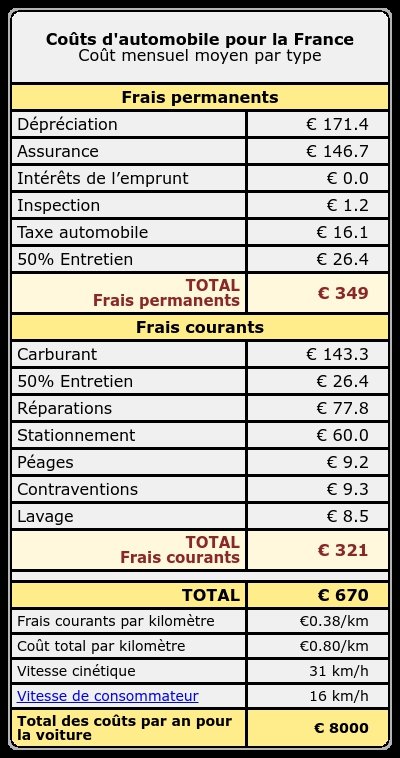 Coûts d'automobile pour la France
Coût mensuel moyen par type
Frais permanents
Dépréciation € 171.4
Assurance € 146.7
Intérêts de l’emprunt € 0.0
Inspection € 1.2
Taxe automobile € 16.1
50% Entretien € 26.4
TOTAL
Frais permanents € 349
Frais courants
Carburant € 143.3
50% Entretien € 26.4
Réparations € 77.8
Stationnement € 60.0
Péages € 9.2
Contraventions € 9.3
Lavage € 8.5
TOTAL
Frais courants € 321
TOTAL € 670
Frais courants par kilomètre €0.38/km
Coût total par kilomètre €0.80/km
Vitesse cinétique 31 km/h
Vitesse de consommateur 16 km/h
Total des coûts par an pour
la voiture € 8000